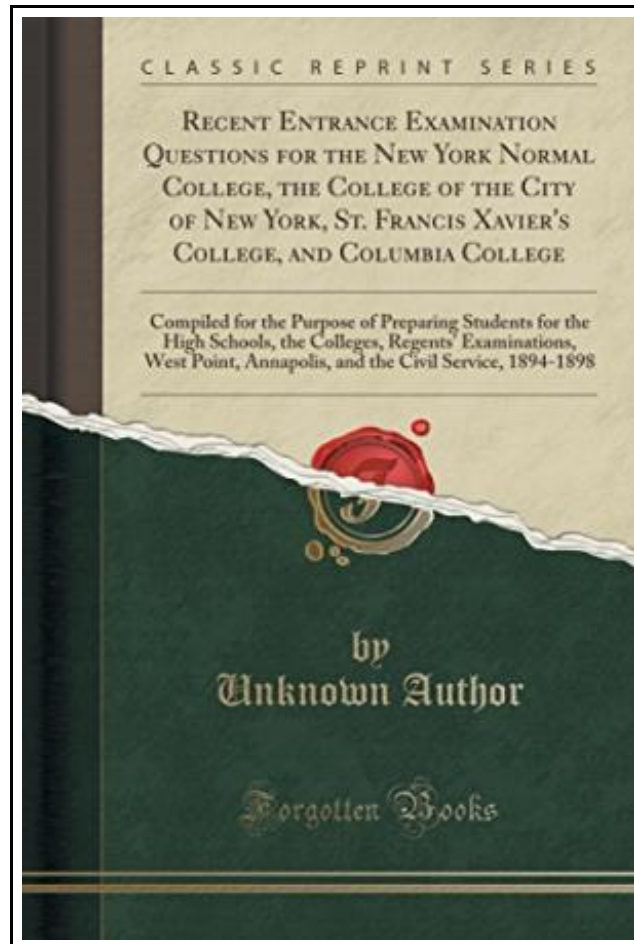 CLASSIC REPRINT SERIES
RECENT ENTRANCE EXAMINATION
QUESTIONS FOR THE NEW YORK NORMAL
COLLEGE, THE COLLEGE OF THE CITY
OF NEW YORK, ST. FRANCIS XAVIER'S
COLLEGE, AND COLUMBIA COLLEGE
Compiled for the Purpose of Preparing Students for the
High Schools, the Colleges, Regents' Examinations,
West Point, Annapolis, and the Civil Service, 1894-1898
by
Unknown Author
Forgotten Books